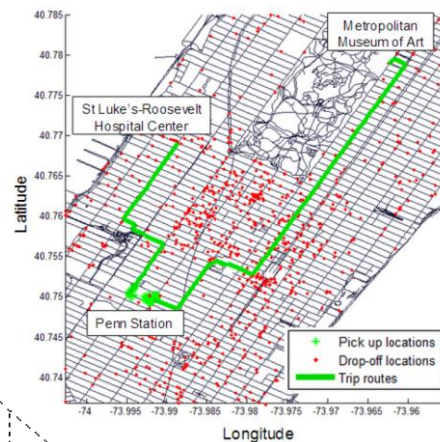 40.785
40.78
40.775
40.77
40.765
40.76
40.755
40.75
40.745
40.74
Latitude
Metropolitan
Museum of Art
St Luke's-Roosevelt
Hospital Center
Penn Station
Pick up locations
Drop-off locations
Trip routes
-74 -73.995 -73.99 -73.985 -73.98 -73.975 -73.97 -73.965 -73.96
Longitude